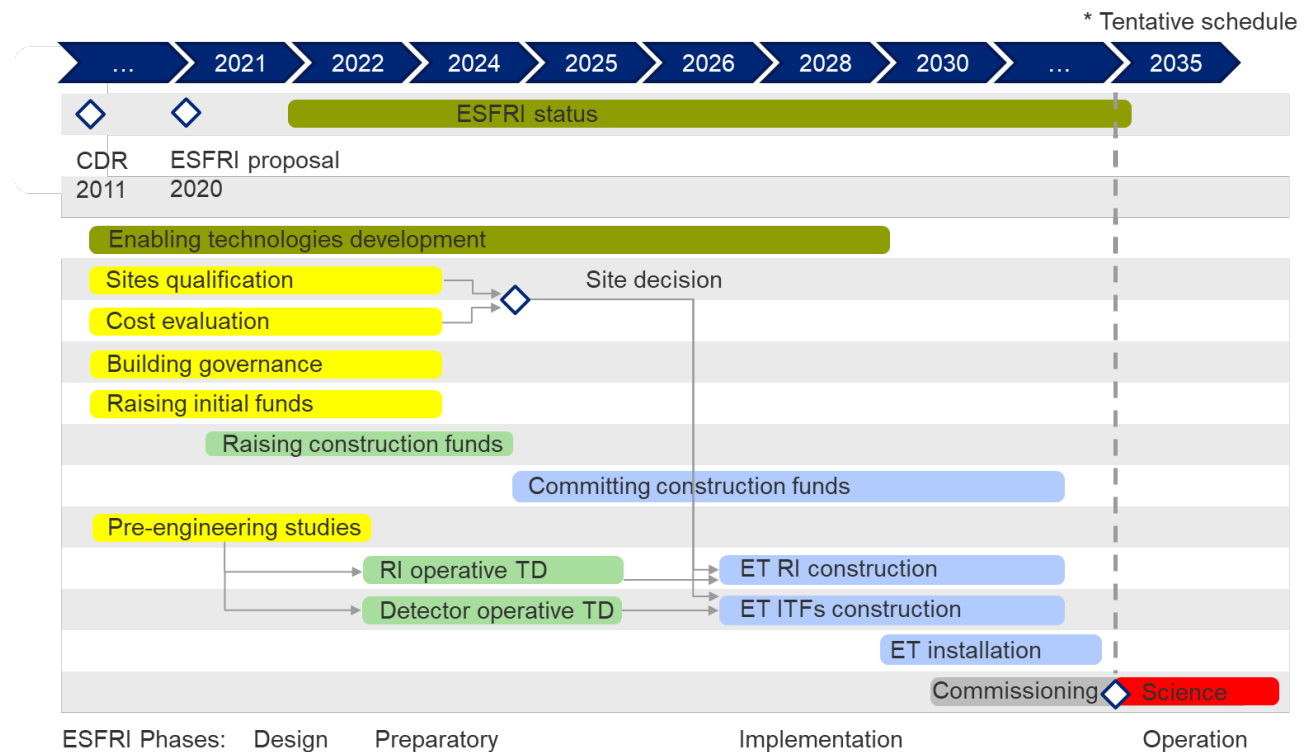 * Tentative schedule
... 2021 2022 2024 2025 2026 2028 2030 ... 2035
ESFRI status
CDR ESFRI proposal
2011 2020
Enabling technologies development
Sites qualification
Site decision
Cost evaluation
Building governance
Raising initial funds
Raising construction funds
Committing construction funds
Pre-engineering studies
RI operative TD ET RI construction
Detector operative TD ET ITFs construction
ET installation
Commissioning Science
ESFRI Phases: Design Preparatory Implementation Operation